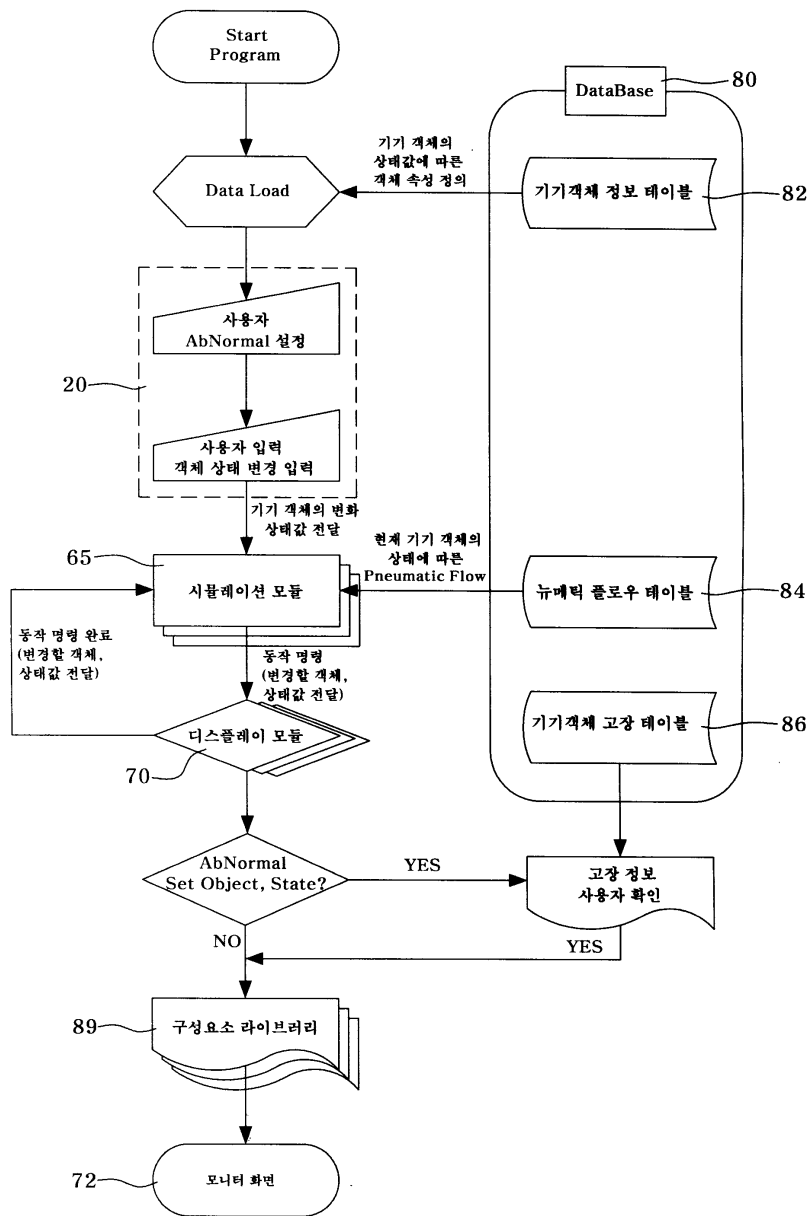 Start
Program
DataBase
80
기기 객체의
상태값에 따른
객체 속성 정의
Data Load
기기객체 정보 테이블
82
사용자
AbNormal 설정
20
사용자 입력
객체 상태 변경 입력
기기 객체의 변화
상태값 전달
65
현재 기기 객체의
상태에 따른
Pneumatic Flow
시뮬레이션 모듈
뉴메틱 플로우 테이블
84
동작 명령 완료
(변경할 객체,
상태값 전달)
동작 명령
(변경할 객체,
상태값 전달)
디스플레이 모듈
70
기기객체 고장 테이블
86
AbNormal
Set Object, State?
YES
고장 정보
사용자 확인
NO
YES
89
구성요소 라이브러리
72
모니터 화면